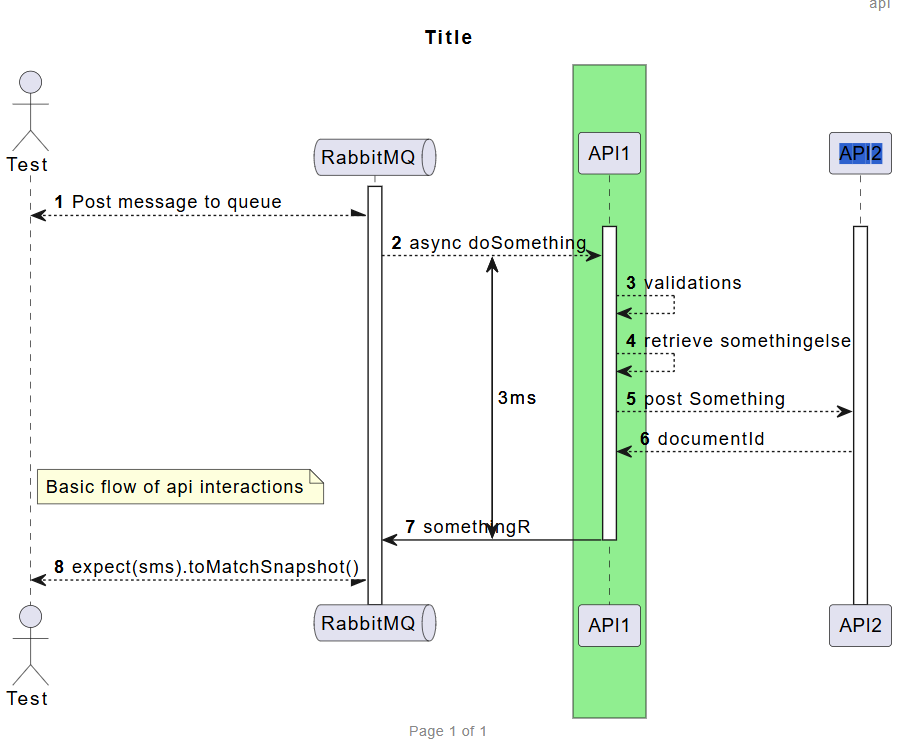 api
Title
Test
RabbitMQ
API1
API2
1 Post message to queue
2 async doSomething
3 validations
4 retrieve somethingelse
3ms
5 post Something
6 documentId
Basic flow of api interactions
7 somethingR
8 expect(sms).toMatchSnapshot()
Test
RabbitMQ
API1
API2
Page 1 of 1